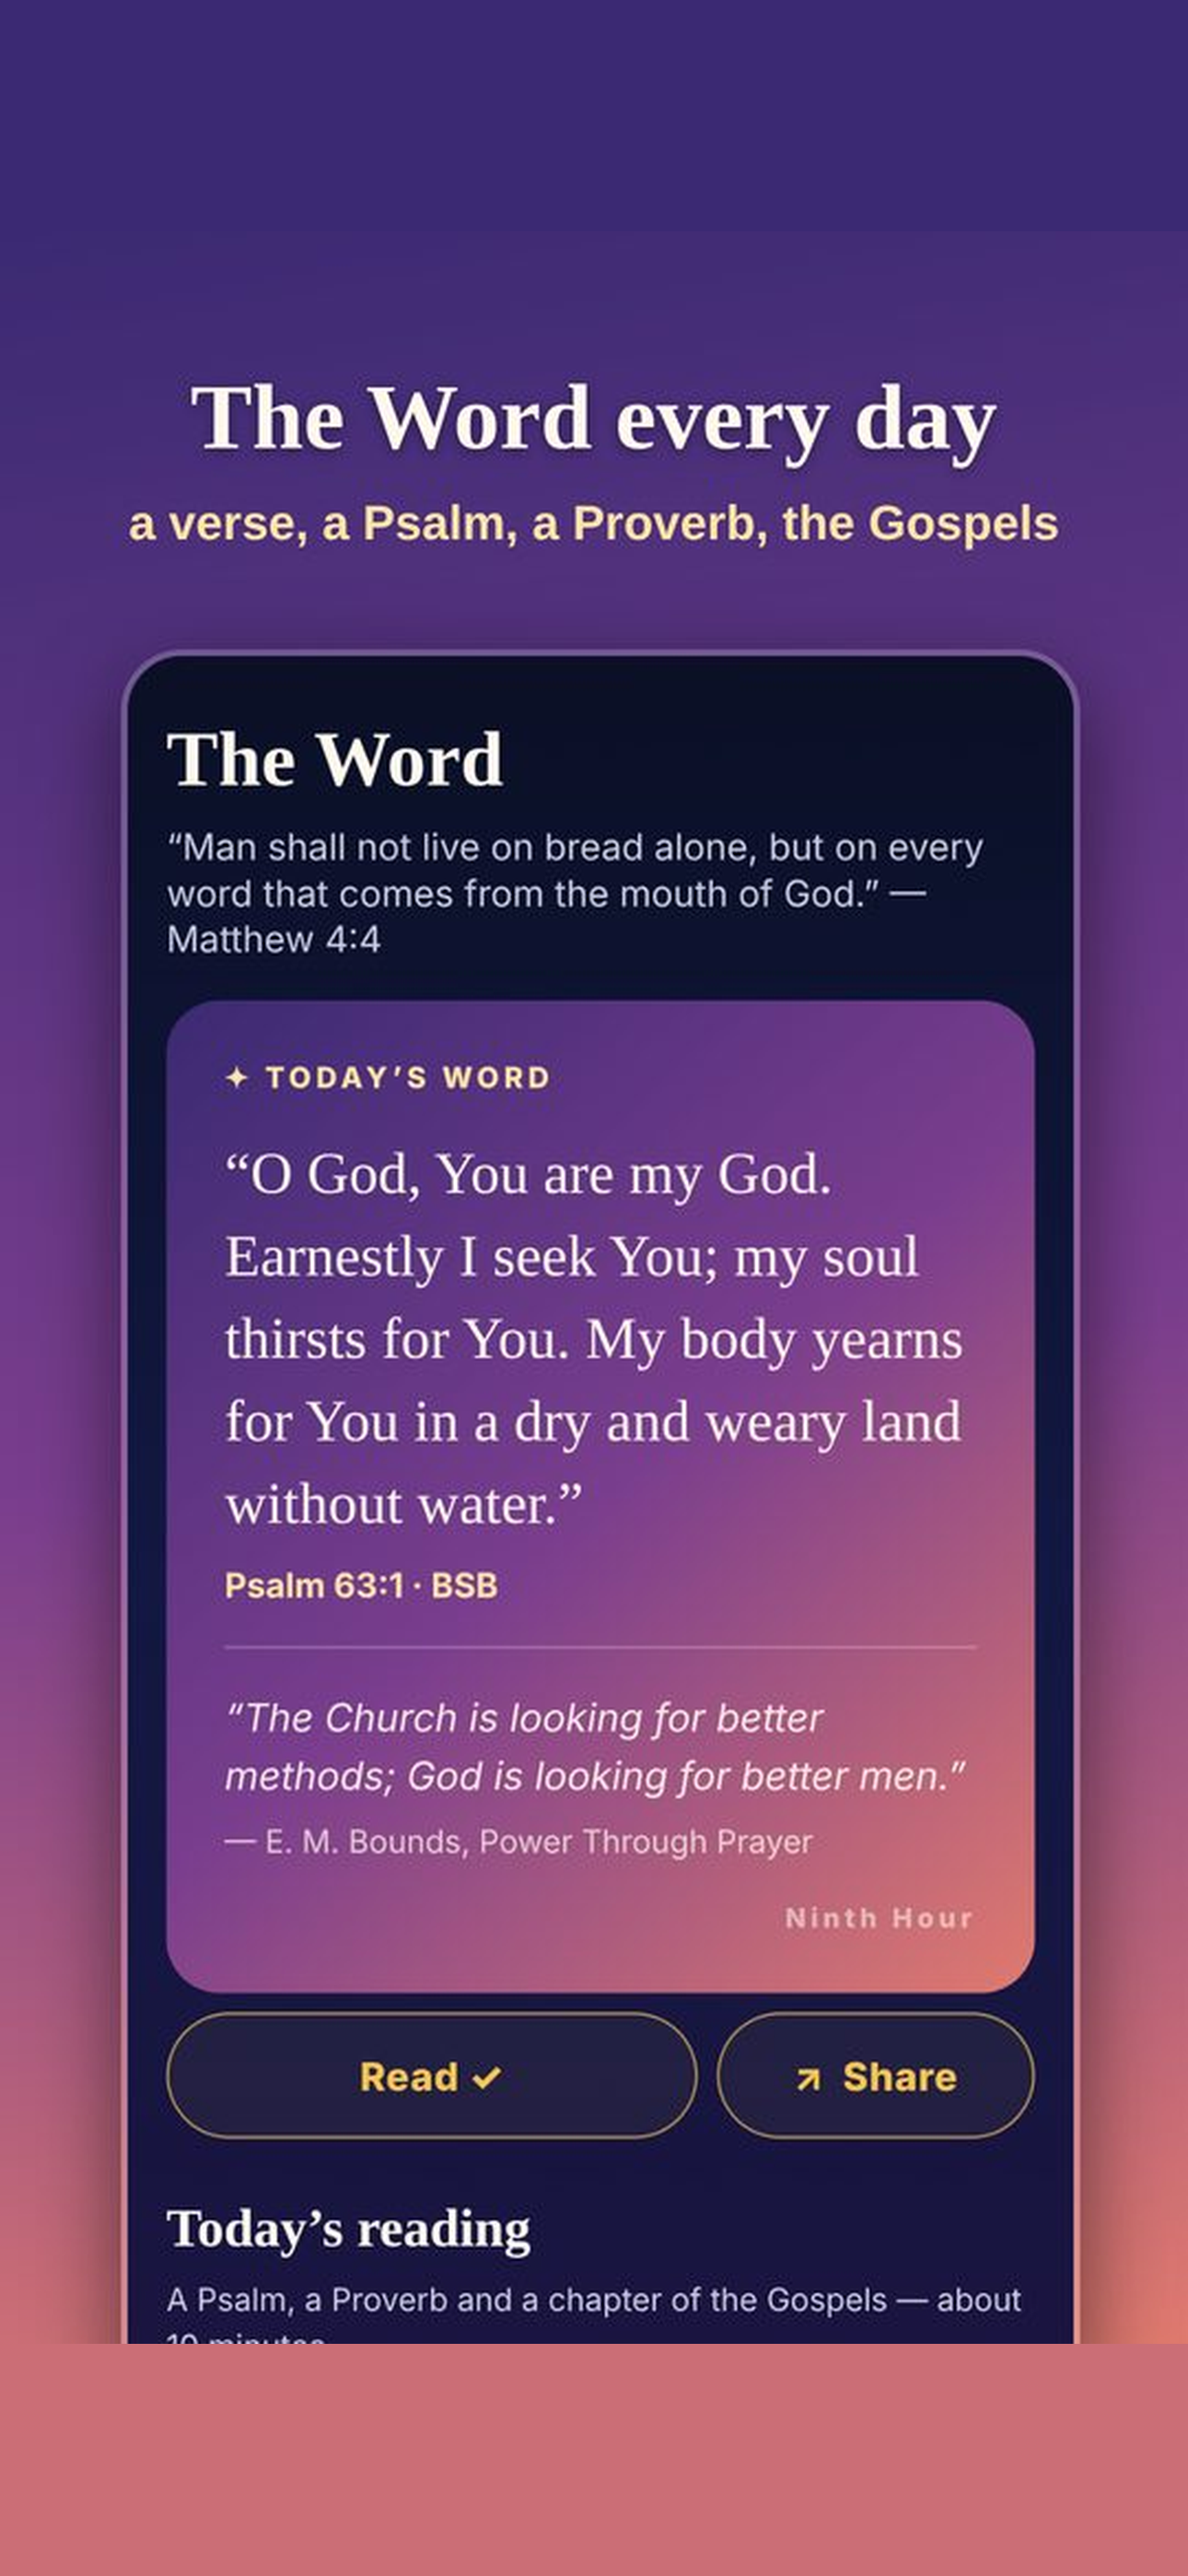 The Word every day
a verse, a Psalm, a Proverb, the Gospels
The Word
“Man shall not live on bread alone, but on every
word that comes from the mouth of God.” —
Matthew 4:4
✦ TODAY’S WORD
“O God, You are my God.
Earnestly I seek You; my soul
thirsts for You. My body yearns
for You in a dry and weary land
without water.”
Psalm 63:1 · BSB
“The Church is looking for better
methods; God is looking for better men.”
— E. M. Bounds, Power Through Prayer
Ninth Hour
Read ✓
↗ Share
Today’s reading
A Psalm, a Proverb and a chapter of the Gospels — about
10 minutes